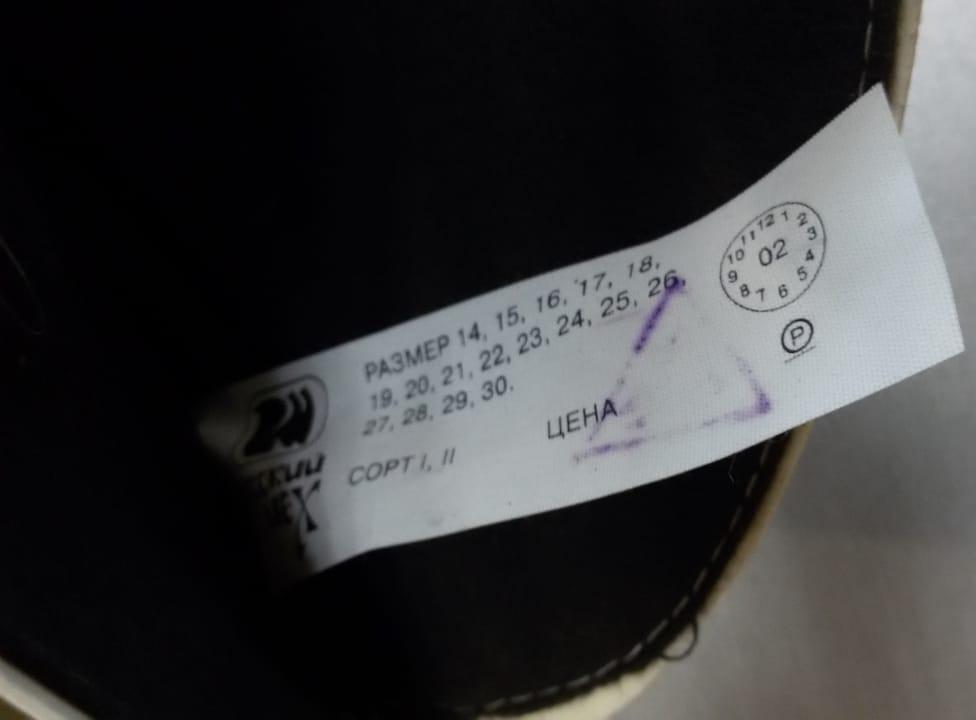 РАЗМЕР 14, 15, 16, 17, 18,
19, 20, 21, 22, 23, 24, 25, 26,
27, 28, 29, 30.
СОРТ I, II
ЦЕНА
12 1 2 3 4 5 6 7 8 9 10 11
02
Р